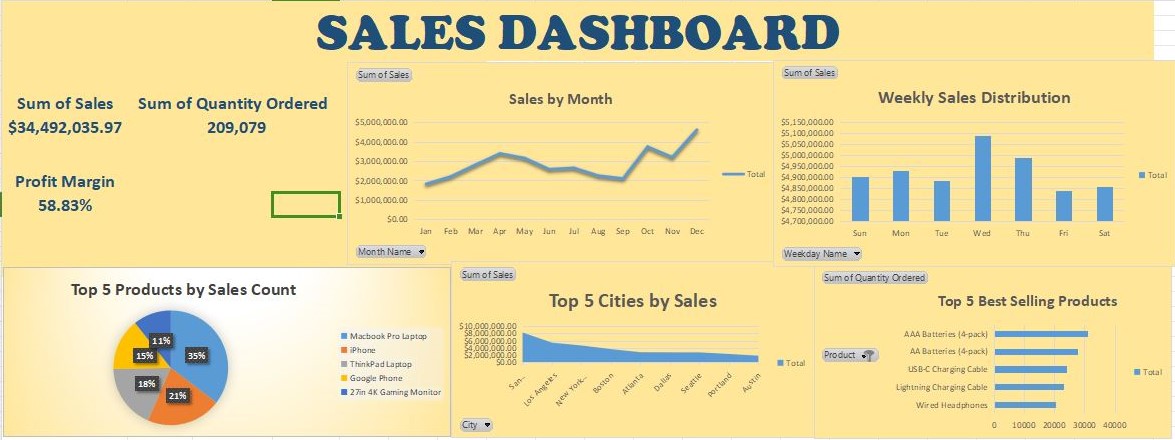 SALES DASHBOARD
Sum of Sales
$34,492,035.97
Sum of Quantity Ordered
209,079
Profit Margin
58.83%
Sum of Sales
Sales by Month
$5,000,000.00
$4,000,000.00
$3,000,000.00
$2,000,000.00
$1,000,000.00
$0.00
Jan Feb Mar Apr May Jun Jul Aug Sep Oct Nov Dec
Total
Month Name
Sum of Sales
Weekly Sales Distribution
$5,150,000.00
$5,100,000.00
$5,050,000.00
$5,000,000.00
$4,950,000.00
$4,900,000.00
$4,850,000.00
$4,800,000.00
$4,750,000.00
$4,700,000.00
Sun Mon Tue Wed Thu Fri Sat
Total
Weekday Name
Top 5 Products by Sales Count
35%
21%
18%
15%
11%
Macbook Pro Laptop
iPhone
ThinkPad Laptop
Google Phone
27in 4K Gaming Monitor
Sum of Sales
Top 5 Cities by Sales
$10,000,000.00
$8,000,000.00
$6,000,000.00
$4,000,000.00
$2,000,000.00
$0.00
San...
Los Angeles
New York...
Boston
Atlanta
Dallas
Seattle
Portland
Austin
Total
City
Sum of Quantity Ordered
Top 5 Best Selling Products
Product
AAA Batteries (4-pack)
AA Batteries (4-pack)
USB-C Charging Cable
Lightning Charging Cable
Wired Headphones
0 10000 20000 30000 40000
Total